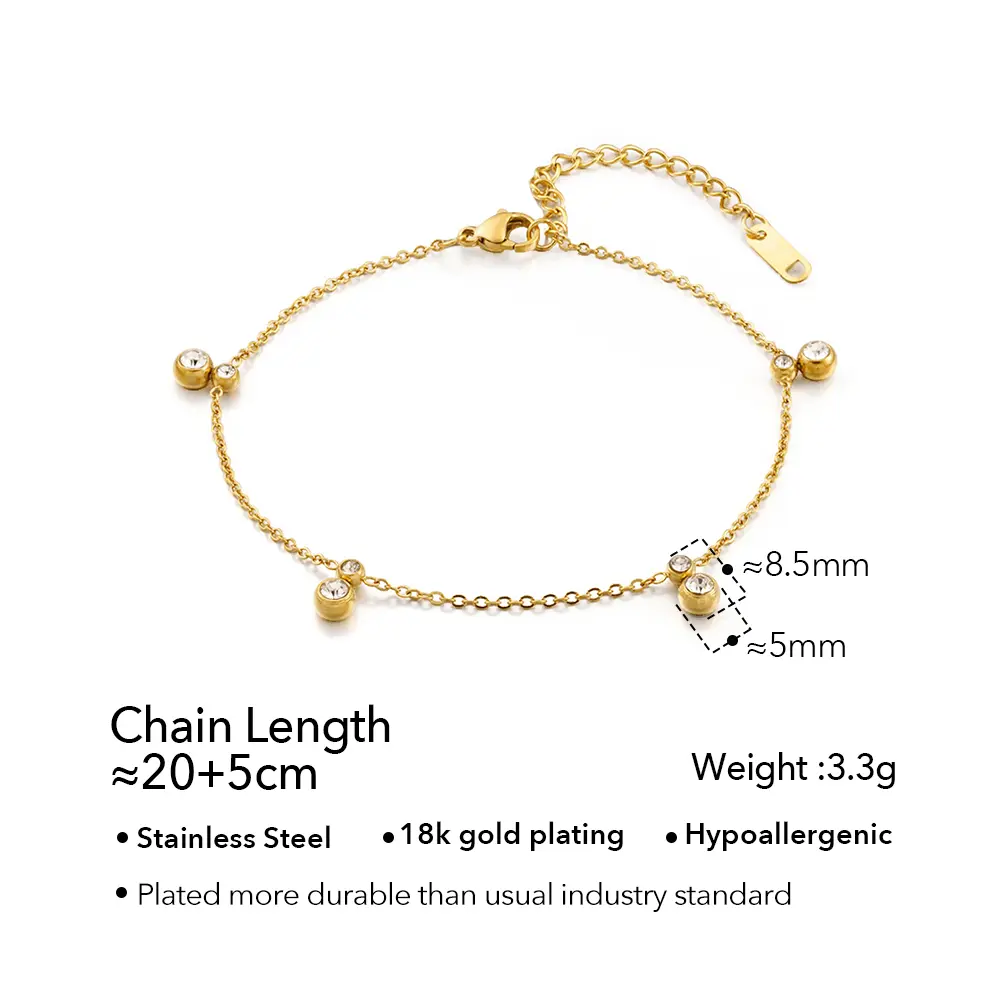 ≈8.5mm
≈5mm
Chain Length
≈20+5cm
Weight :3.3g
• Stainless Steel • 18k gold plating • Hypoallergenic
• Plated more durable than usual industry standard